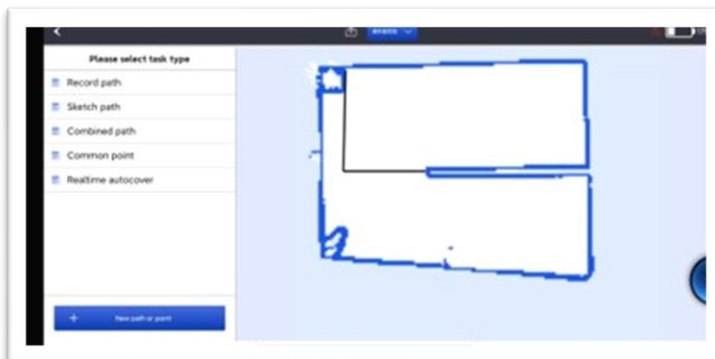 Please select task type
Record path
Sketch path
Combined path
Common point
Realtime autocover
+ New path or point